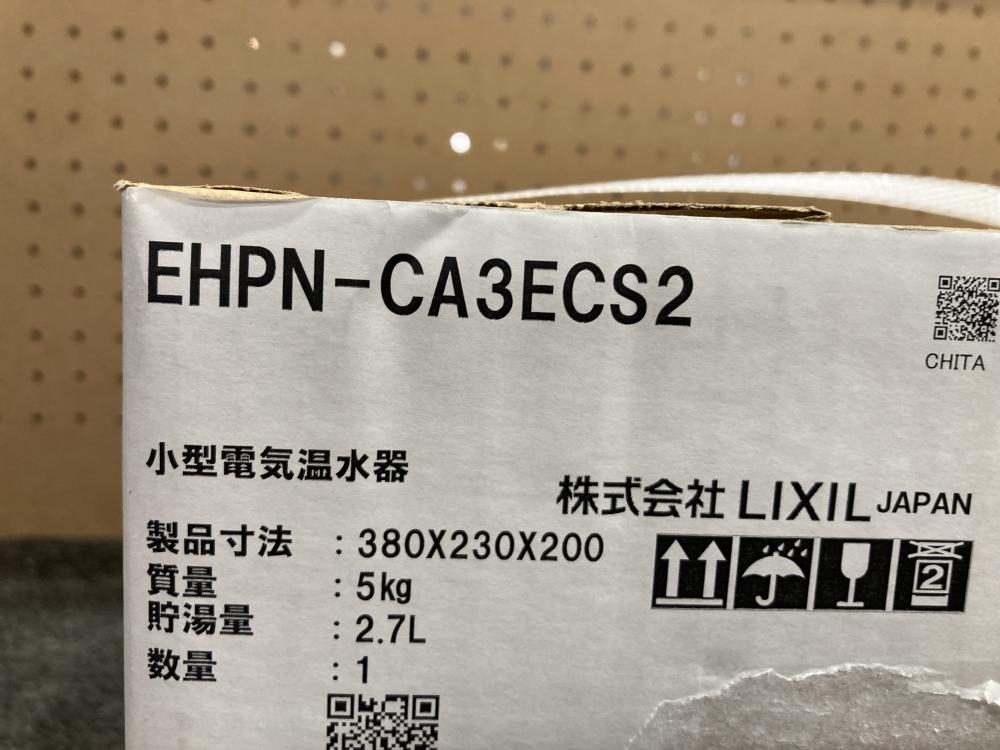 EHPN-CA3ECS2
CHITA
小型電気温水器
株式会社 LIXIL JAPAN
製品寸法 : 380X230X200
質量 : 5kg
貯湯量 : 2.7L
数量 : 1
2